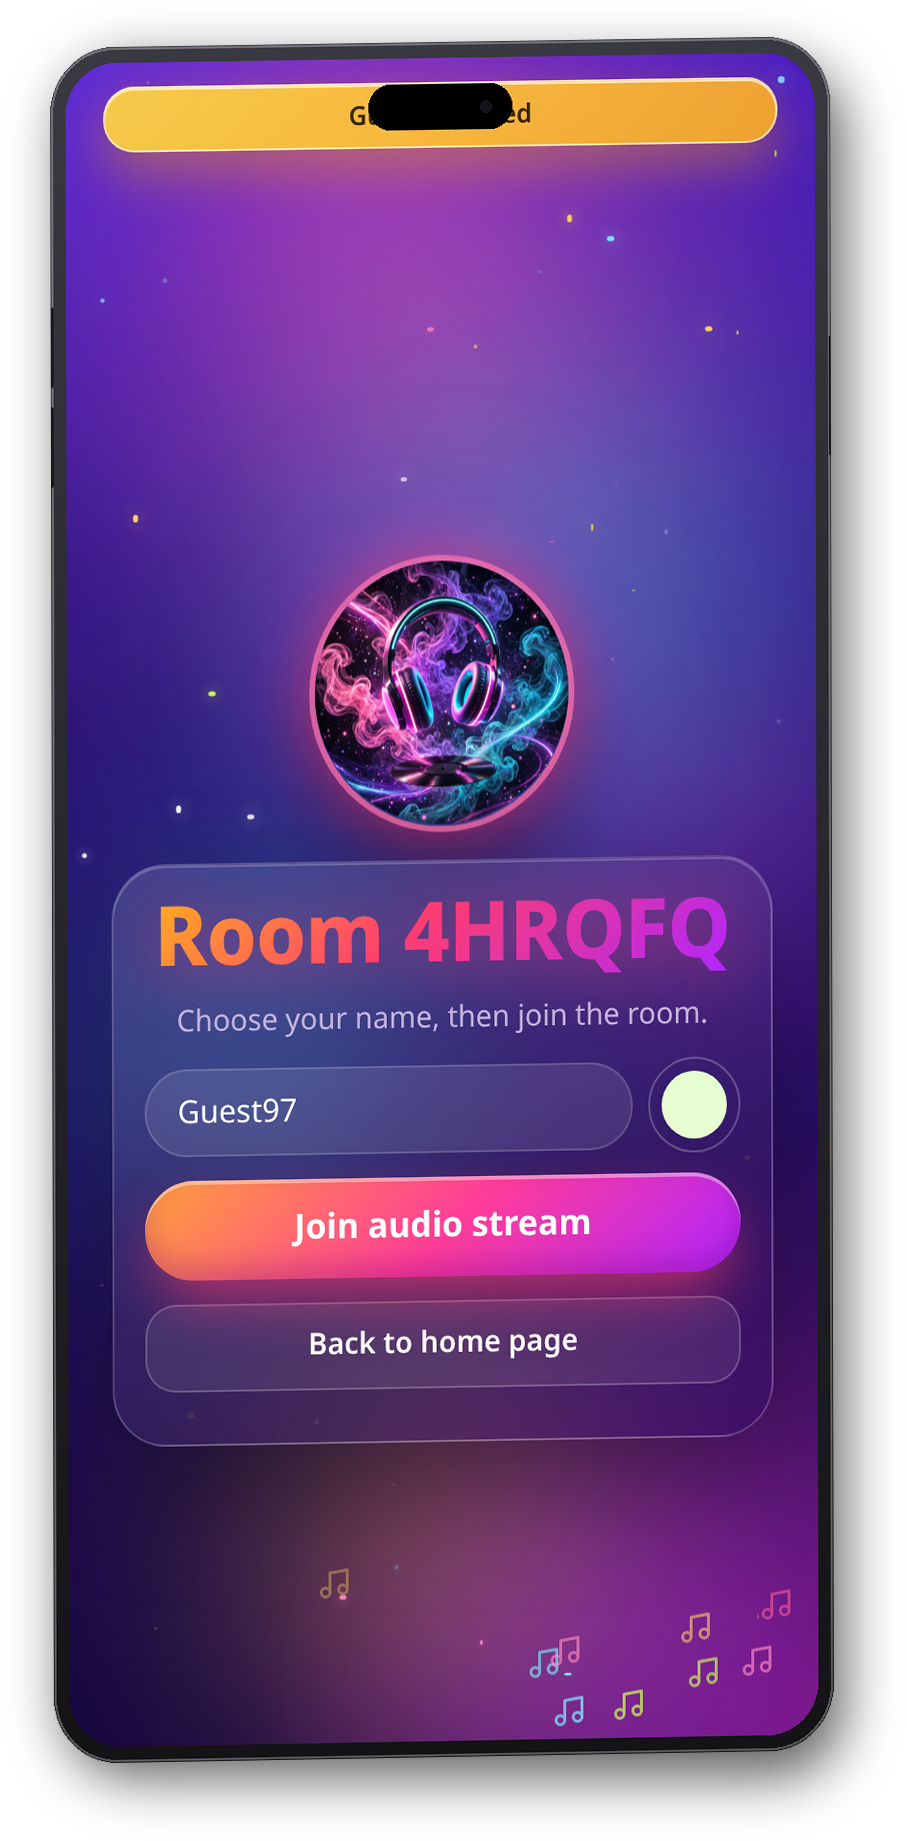 Room 4HRQFQ
Choose your name, then join the room.
Guest97
Join audio stream
Back to home page